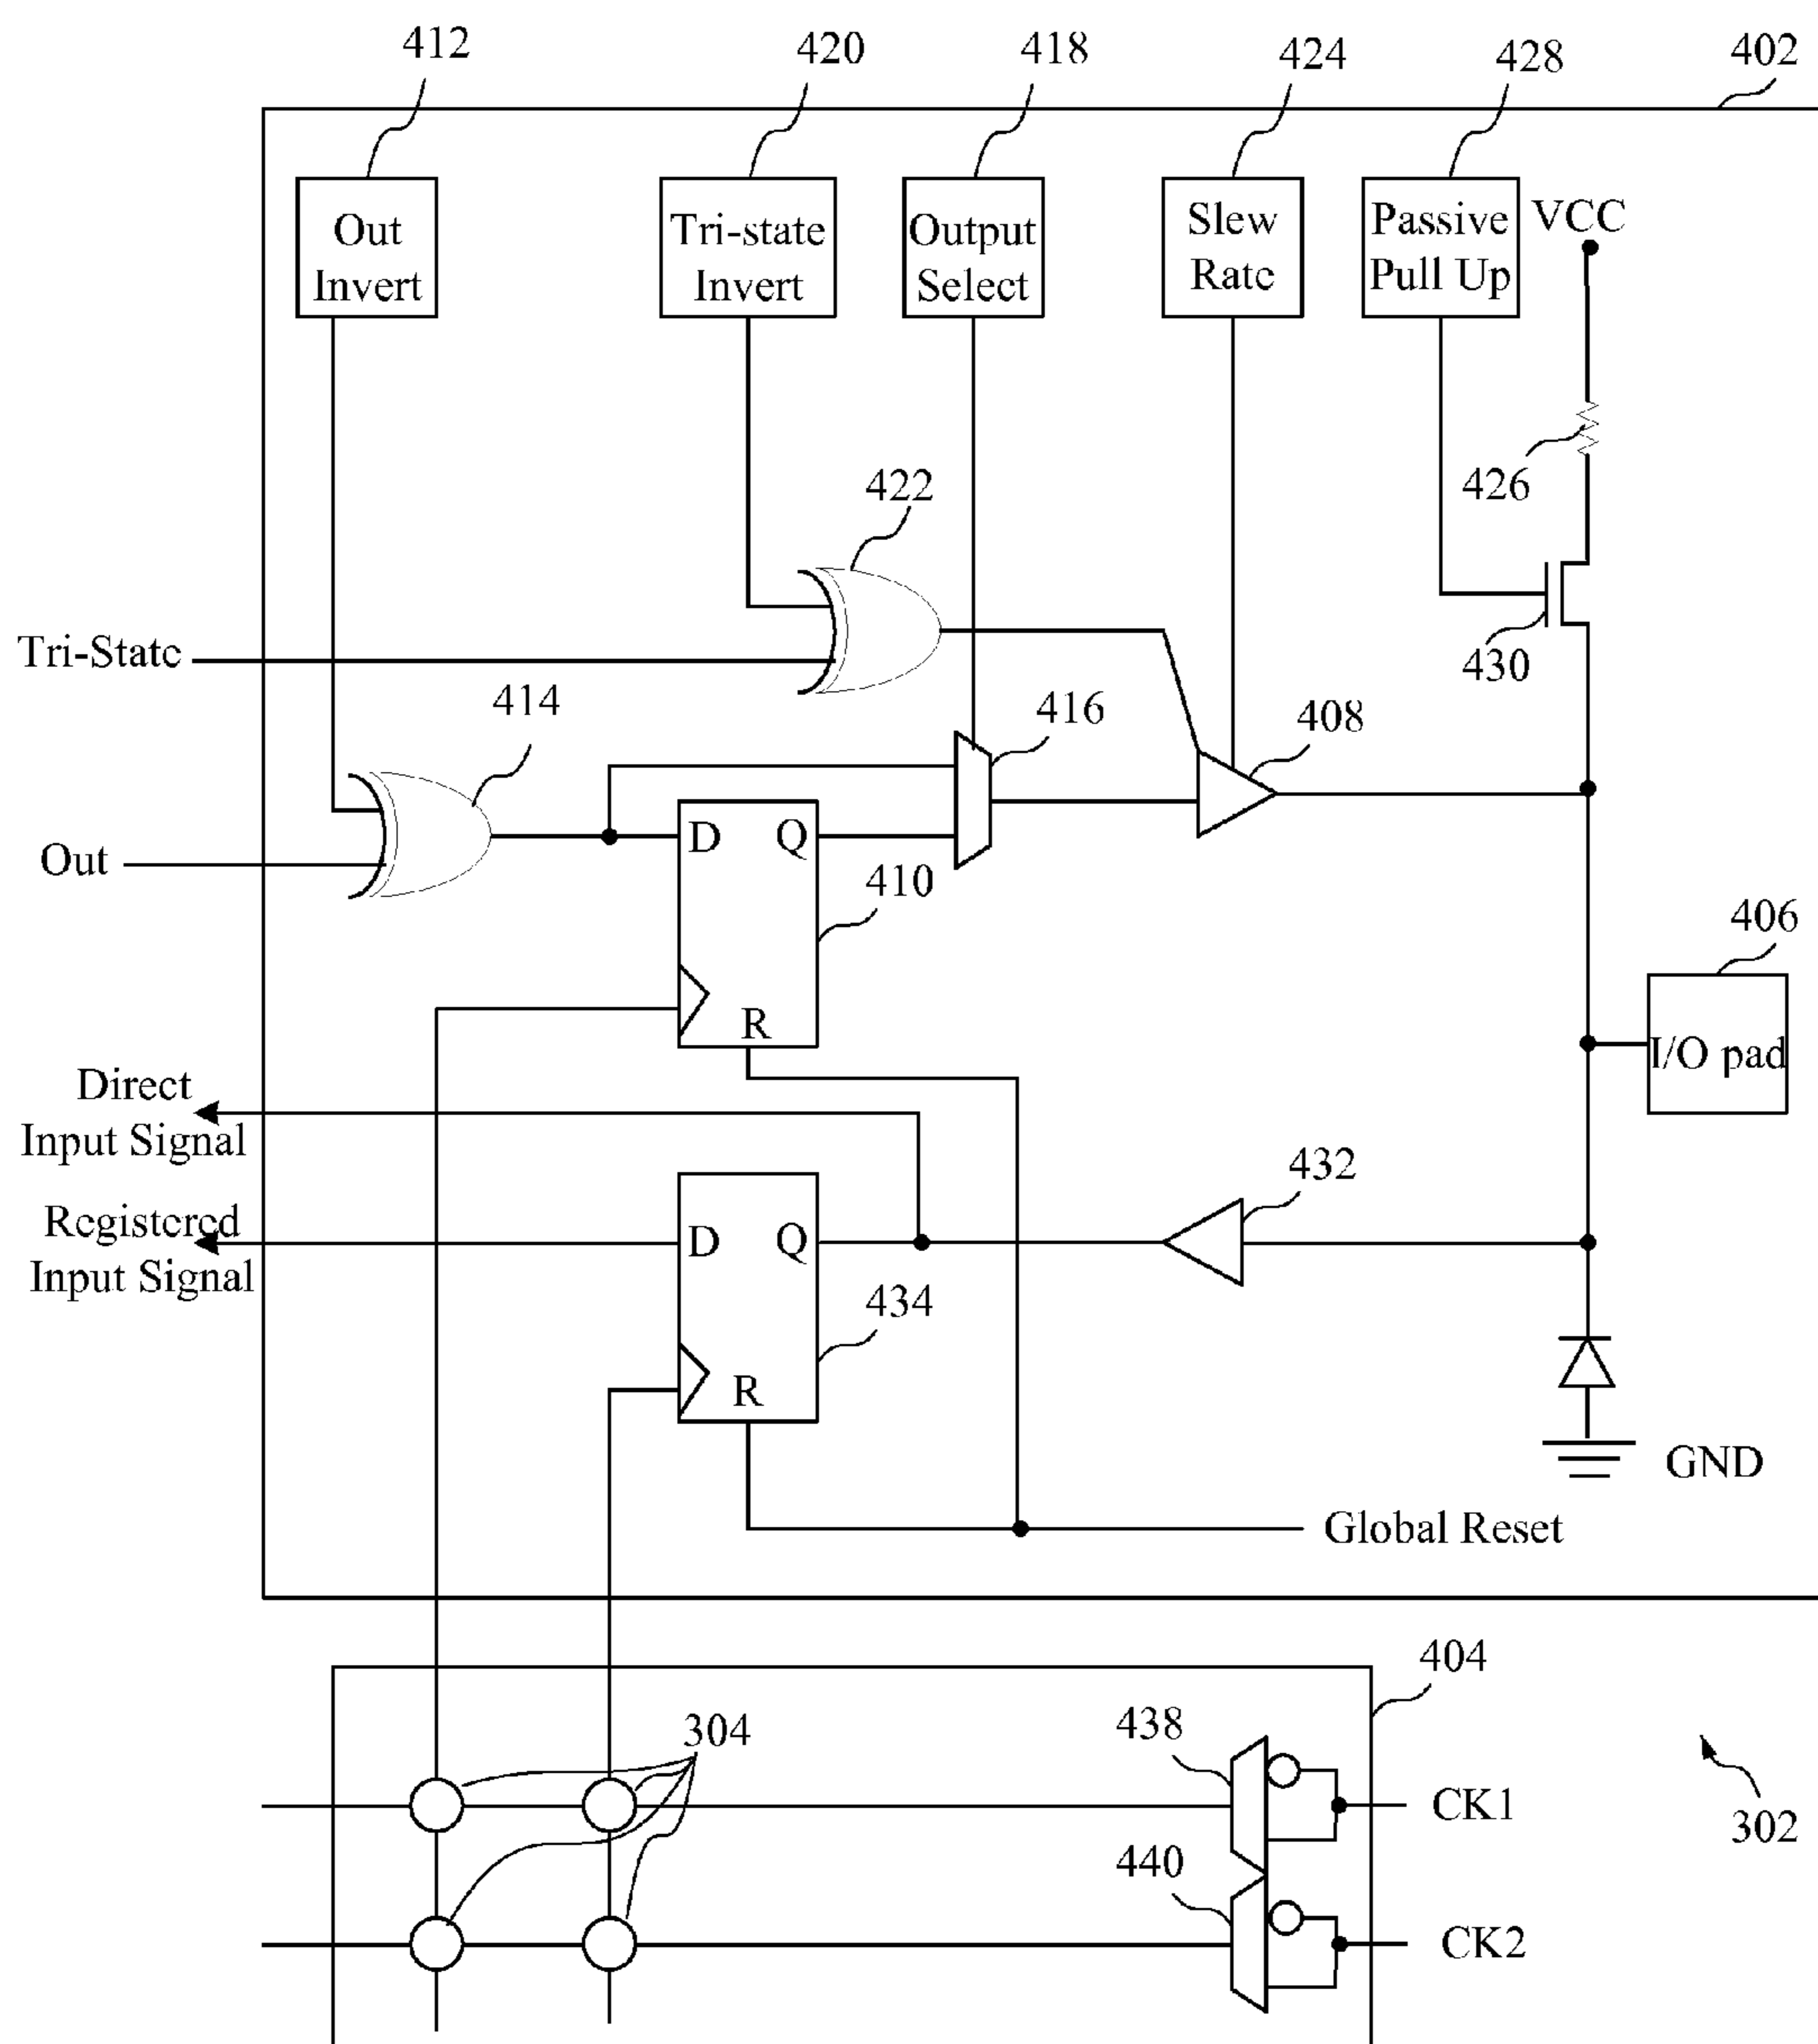 412
420
418
424
428
402
Out
Invert
Tri-state
Invert
Output
Select
Slew
Rate
Passive
Pull Up
VCC
426
422
430
Tri-State
414
416
408
Out
D
Q
410
406
R
I/O pad
Direct
Input Signal
432
Registered
Input Signal
D
Q
434
R
GND
Global Reset
404
304
438
CK1
302
440
CK2